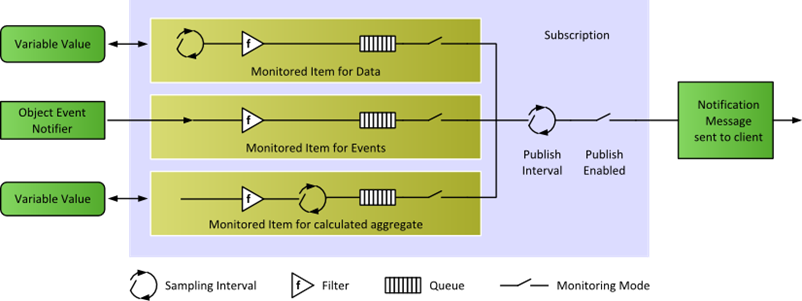 Variable Value
Monitored Item for Data
Subscription
Object Event
Notifier
f
Monitored Item for Events
Publish
Interval
Publish
Enabled
Notification
Message
sent to client
Variable Value
f
Monitored Item for calculated aggregate
f
Sampling Interval
f
Filter
Queue
Monitoring Mode